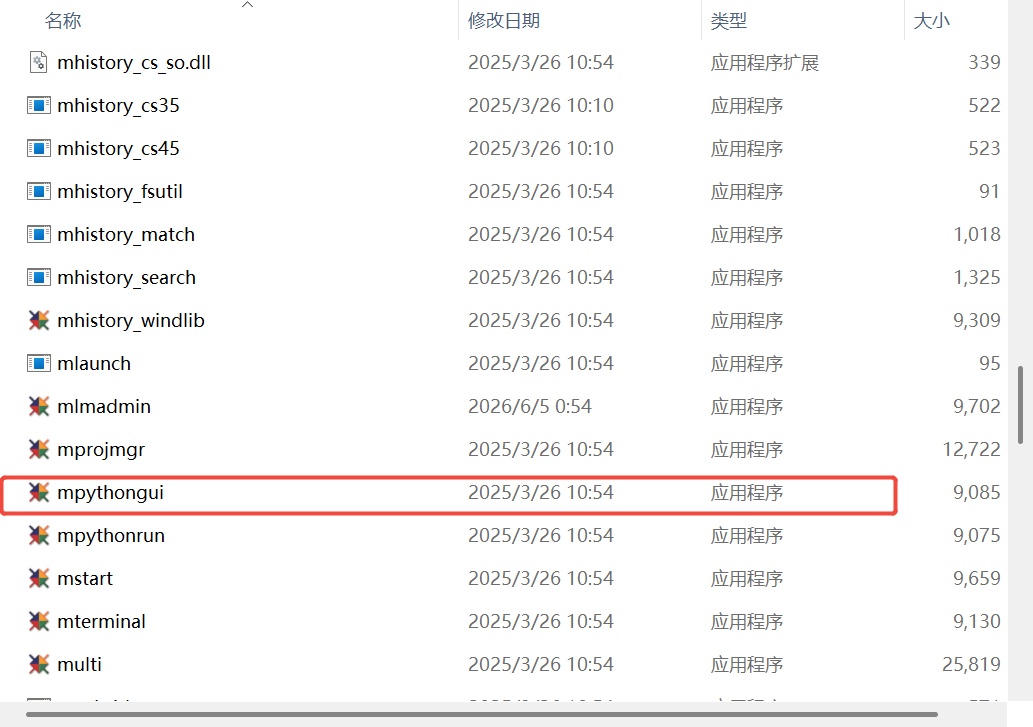 名称 修改日期 类型 大小
mhistory_cs_so.dll 2025/3/26 10:54 应用程序扩展 339
mhistory_cs35 2025/3/26 10:10 应用程序 522
mhistory_cs45 2025/3/26 10:10 应用程序 523
mhistory_fsutil 2025/3/26 10:54 应用程序 91
mhistory_match 2025/3/26 10:54 应用程序 1,018
mhistory_search 2025/3/26 10:54 应用程序 1,325
mhistory_windlib 2025/3/26 10:54 应用程序 9,309
mlaunch 2025/3/26 10:54 应用程序 95
mlmadmin 2026/6/5 0:54 应用程序 9,702
mprojmgr 2025/3/26 10:54 应用程序 12,722
mpythongui 2025/3/26 10:54 应用程序 9,085
mpythonrun 2025/3/26 10:54 应用程序 9,075
mstart 2025/3/26 10:54 应用程序 9,659
mterminal 2025/3/26 10:54 应用程序 9,130
multi 2025/3/26 10:54 应用程序 25,819